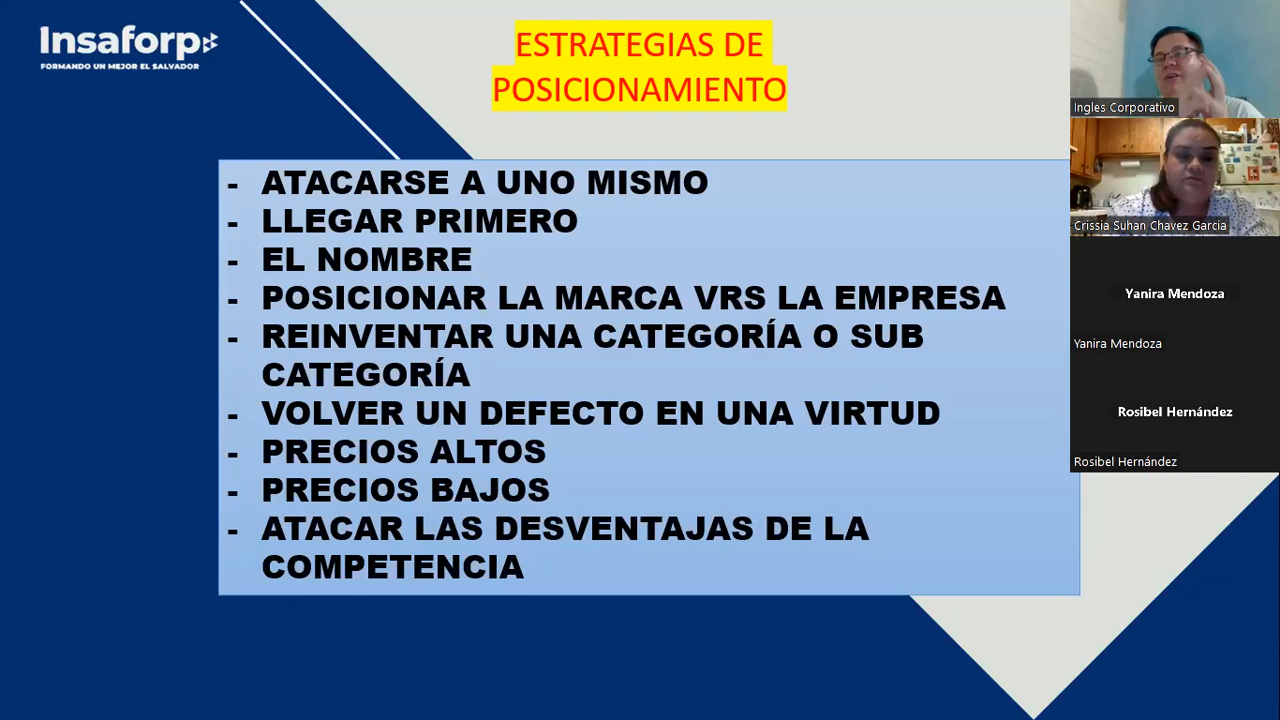 Insaforp
FORMANDO UN MEJOR EL SALVADOR
ESTRATEGIAS DE
POSICIONAMIENTO
- ATACARSE A UNO MISMO
- LLEGAR PRIMERO
- EL NOMBRE
- POSICIONAR LA MARCA VRS LA EMPRESA
- REINVENTAR UNA CATEGORÍA O SUB
CATEGORÍA
- VOLVER UN DEFECTO EN UNA VIRTUD
- PRECIOS ALTOS
- PRECIOS BAJOS
- ATACAR LAS DESVENTAJAS DE LA
COMPETENCIA
Ingles Corporativo
Crissia Suhan Chavez Garcia
Yanira Mendoza
Yanira Mendoza
Rosibel Hernández
Rosibel Hernández